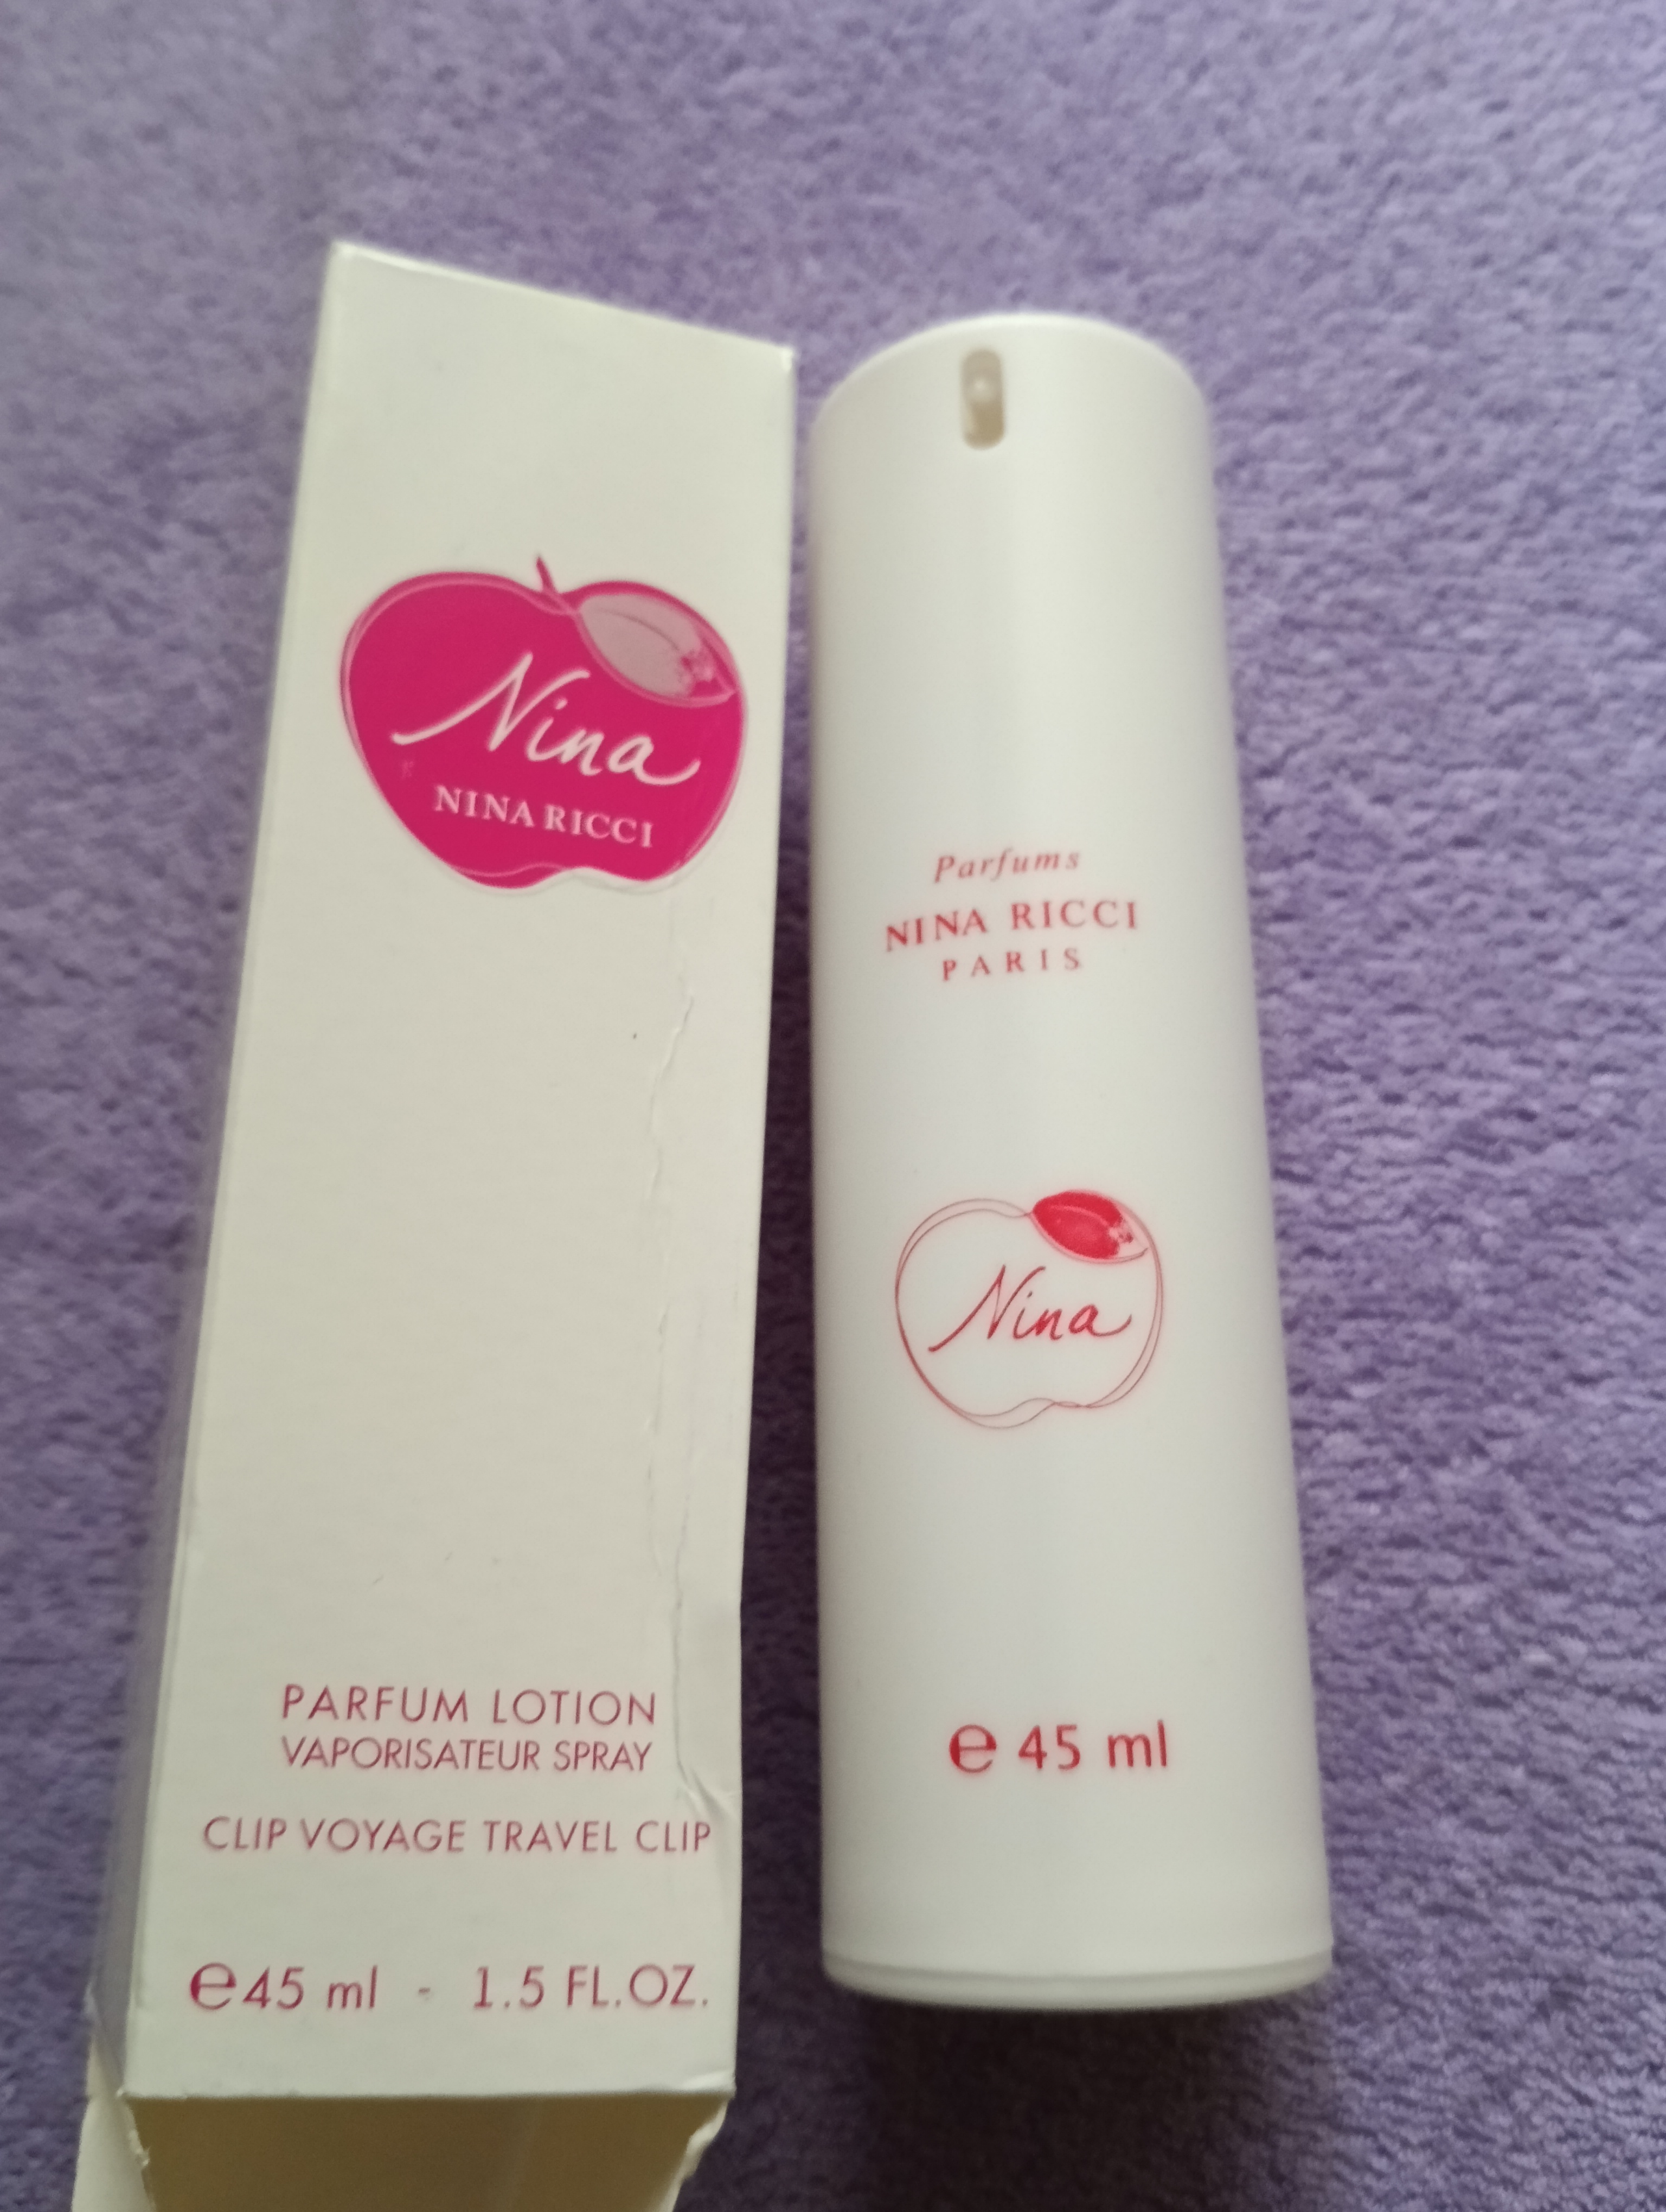 Nina
NINA RICCI
PARFUM LOTION
VAPORISATEUR SPRAY
CLIP VOYAGE TRAVEL CLIP
℮45 ml - 1.5 FL.OZ.
Parfums
NINA RICCI
PARIS
Nina
℮ 45 ml